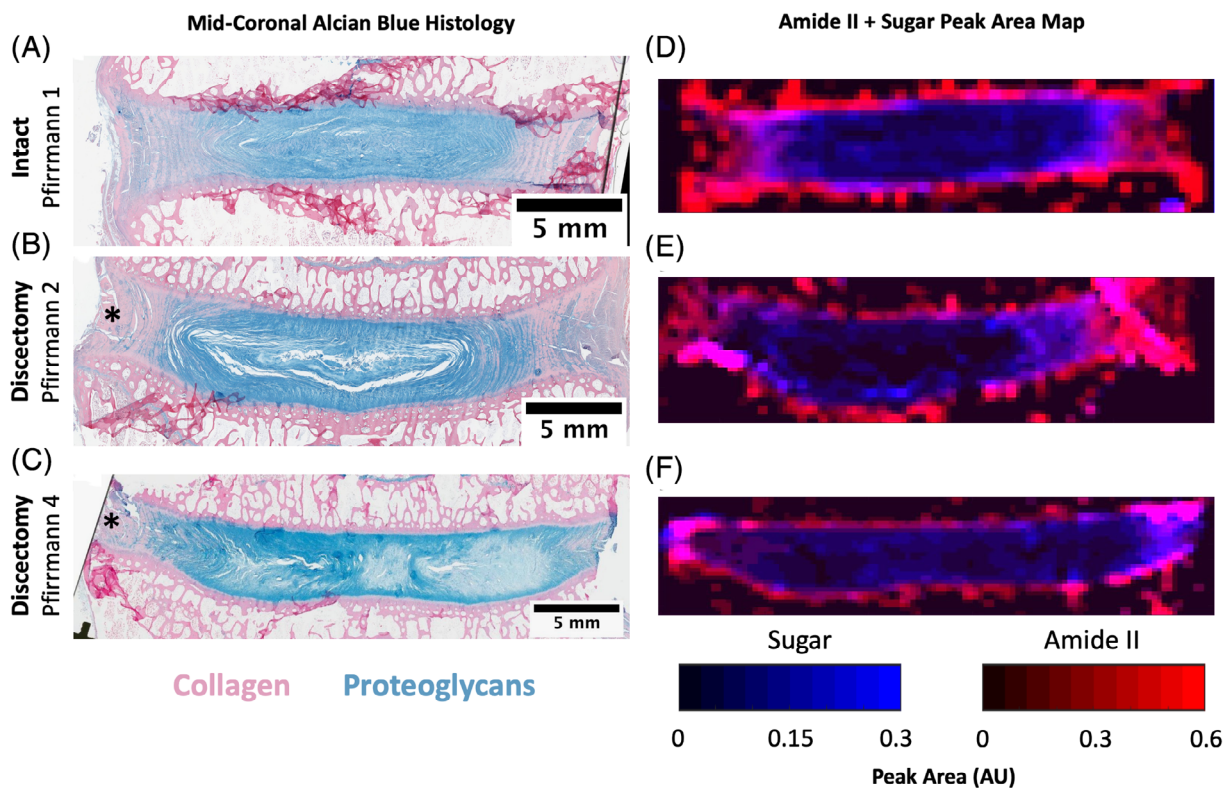 Mid-Coronal Alcian Blue Histology
Amide II + Sugar Peak Area Map
(A)
(D)
Intact
Pfirrmann 1
5 mm
(B)
(E)
Discectomy
Pfirrmann 2
*
5 mm
(C)
(F)
Discectomy
Pfirrmann 4
*
5 mm
Collagen
Proteoglycans
Sugar
Amide II
0
0.15
0.3
0
0.3
0.6
Peak Area (AU)